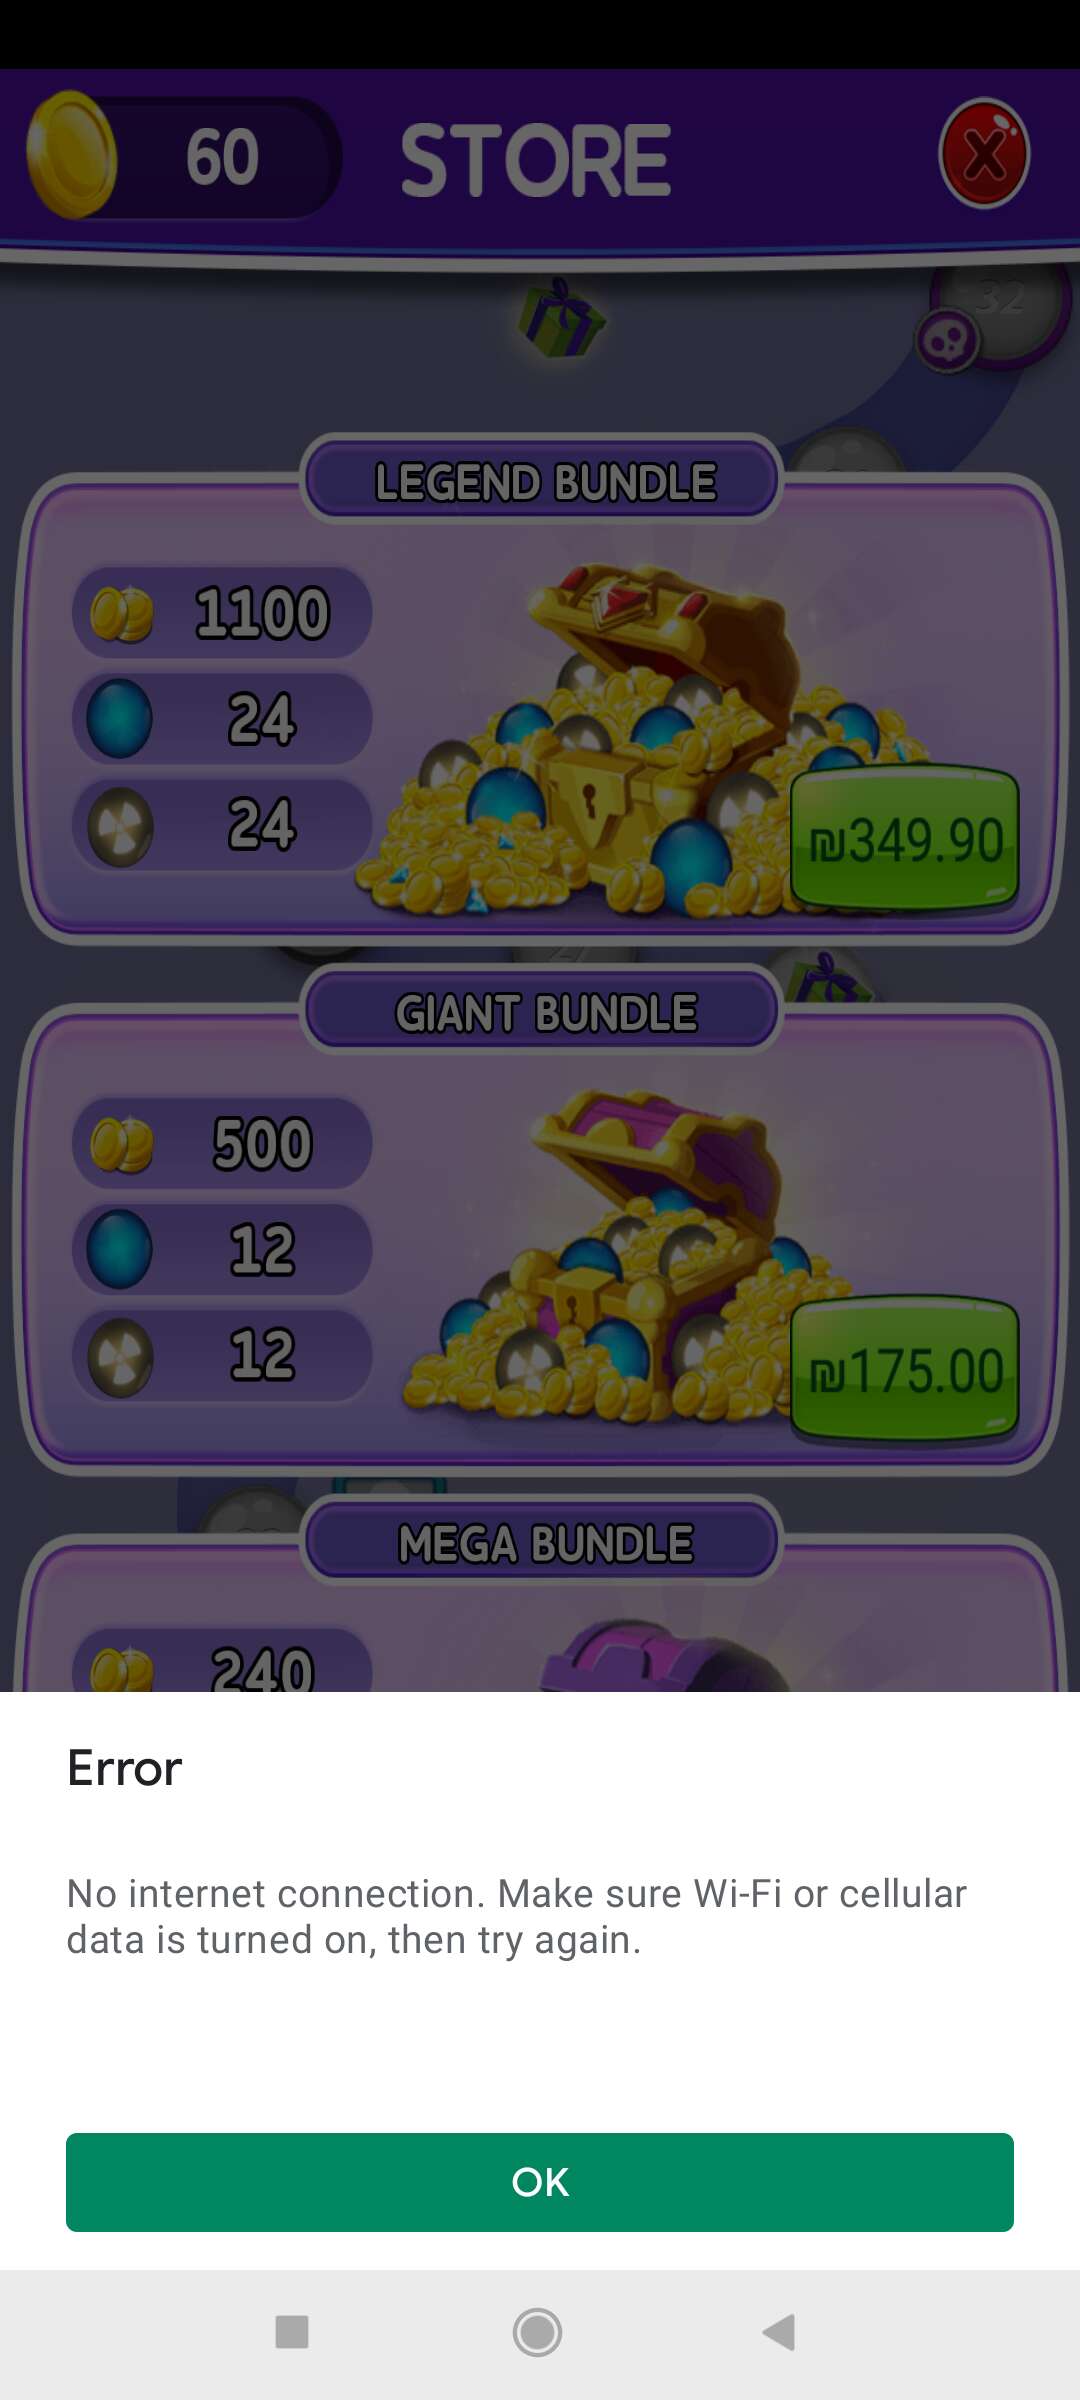 60
STORE
32
LEGEND BUNDLE
1100
24
24
₪349.90
GIANT BUNDLE
500
12
12
₪175.00
MEGA BUNDLE
240
Error
No internet connection. Make sure Wi-Fi or cellular
data is turned on, then try again.
OK